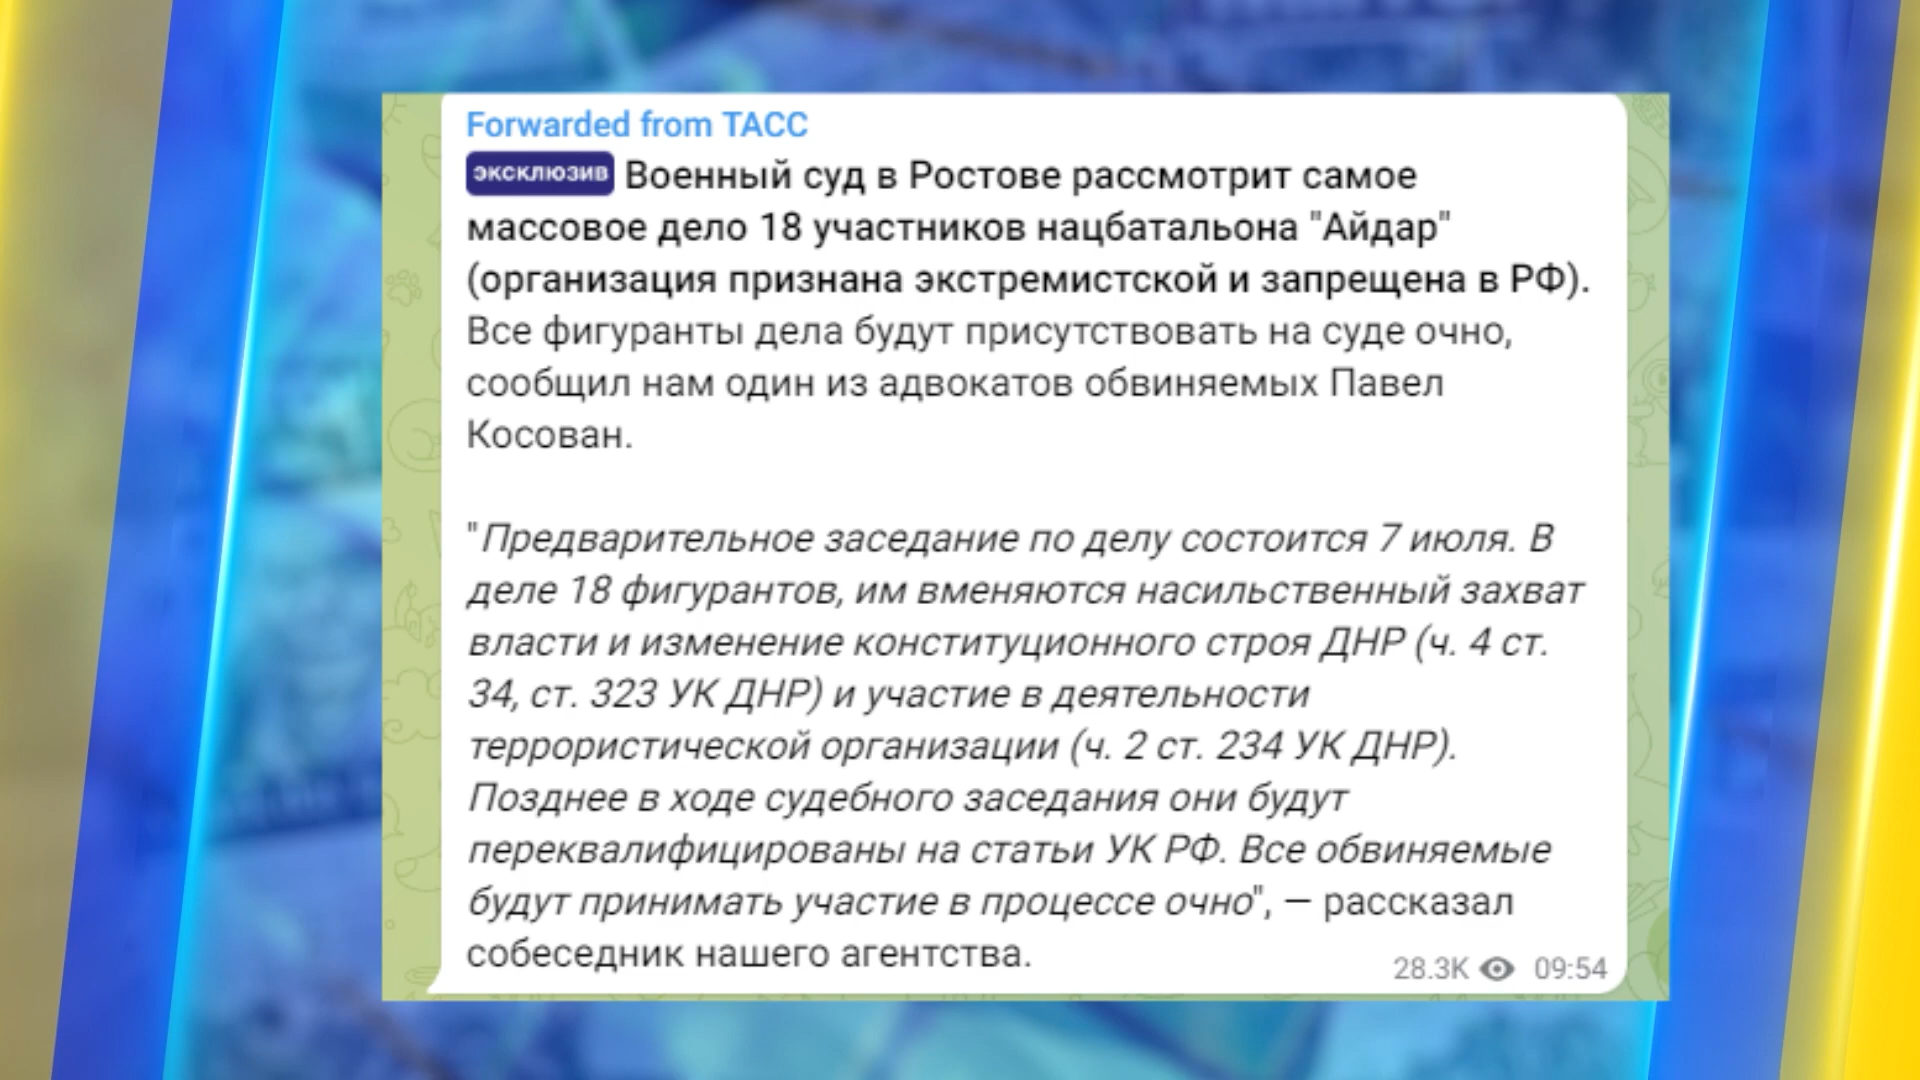 Forwarded from ТАСС
эксклюзив Военный суд в Ростове рассмотрит самое
массовое дело 18 участников нацбатальона "Айдар"
(организация признана экстремистской и запрещена в РФ).
Все фигуранты дела будут присутствовать на суде очно,
сообщил нам один из адвокатов обвиняемых Павел
Косован.
"Предварительное заседание по делу состоится 7 июля. В
деле 18 фигурантов, им вменяются насильственный захват
власти и изменение конституционного строя ДНР (ч. 4 ст.
34, ст. 323 УК ДНР) и участие в деятельности
террористической организации (ч. 2 ст. 234 УК ДНР).
Позднее в ходе судебного заседания они будут
переквалифицированы на статьи УК РФ. Все обвиняемые
будут принимать участие в процессе очно", — рассказал
собеседник нашего агентства.
28.3K 09:54